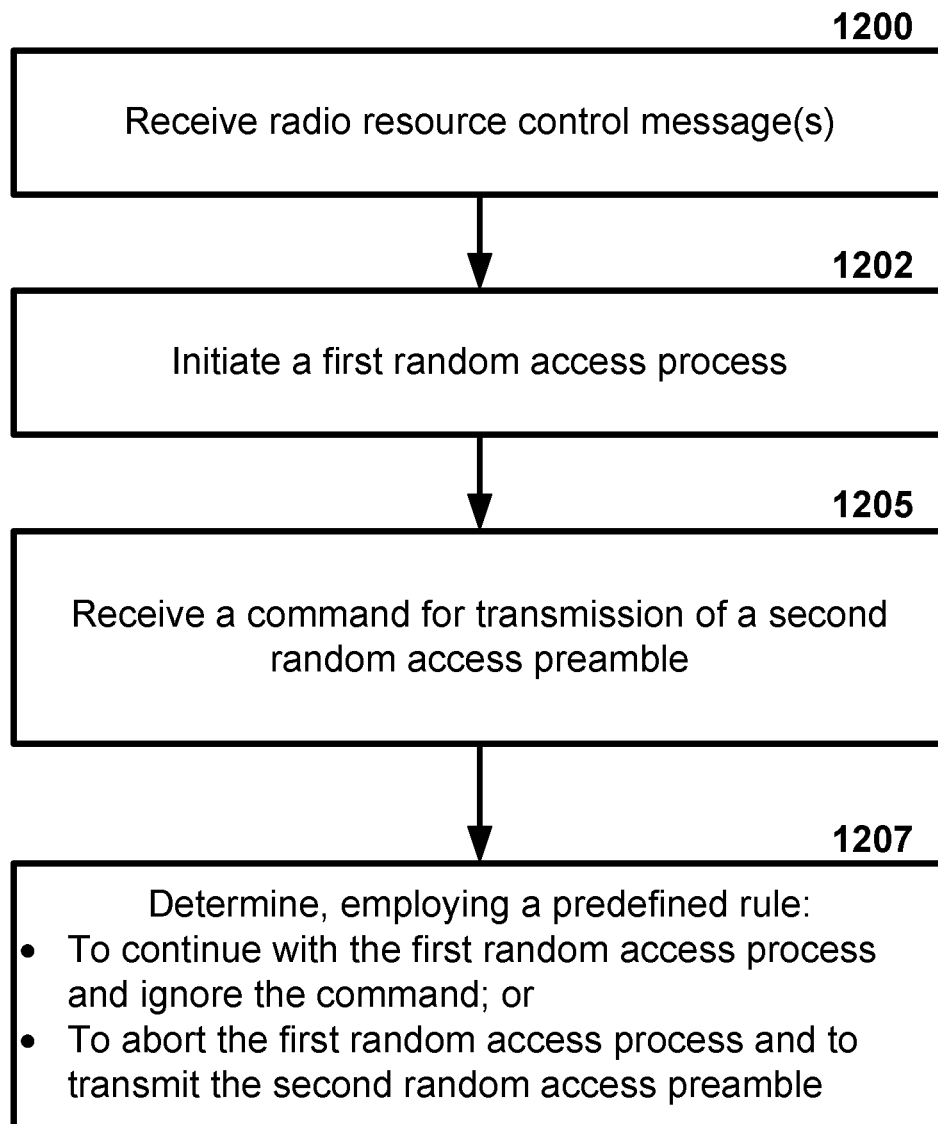 1200
Receive radio resource control message(s)
1202
Initiate a first random access process
1205
Receive a command for transmission of a second
random access preamble
1207
Determine, employing a predefined rule:
• To continue with the first random access process
and ignore the command; or
• To abort the first random access process and to
transmit the second random access preamble